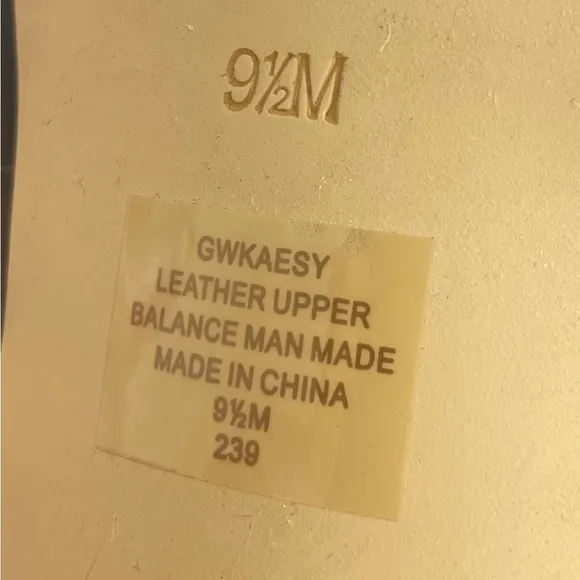 9½M
GWKAESY
LEATHER UPPER
BALANCE MAN MADE
MADE IN CHINA
9½M
239